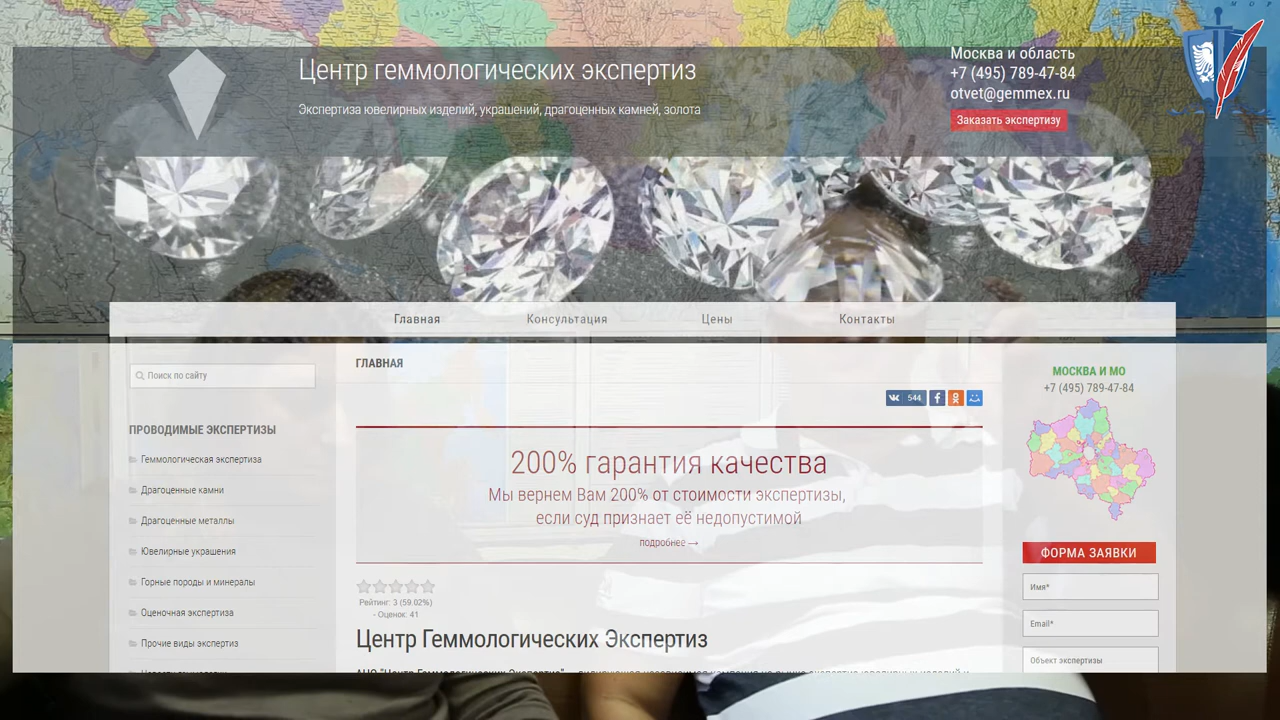 МОР
Центр геммологических экспертиз
Экспертиза ювелирных изделий, украшений, драгоценных камней, золота
Москва и область
+7 (495) 789-47-84
otvet@gemmex.ru
Заказать экспертизу
Главная
Консультация
Цены
Контакты
Поиск по сайту
ПРОВОДИМЫЕ ЭКСПЕРТИЗЫ
Геммологическая экспертиза
Драгоценные камни
Драгоценные металлы
Ювелирные украшения
Горные породы и минералы
Оценочная экспертиза
Прочие виды экспертиз
ГЛАВНАЯ
544
200% гарантия качества
Мы вернем Вам 200% от стоимости экспертизы,
если суд признает её недопустимой
подробнее →
Рейтинг: 3 (59.02%)
- Оценок: 41
Центр Геммологических Экспертиз
МОСКВА И МО
+7 (495) 789-47-84
ФОРМА ЗАЯВКИ
Имя*
Email*
Объект экспертизы